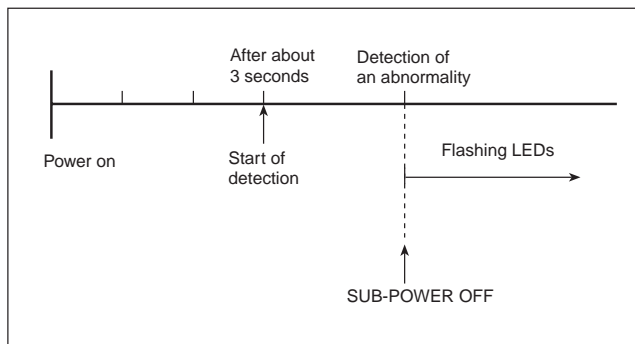 After about
3 seconds
Detection of
an abnormality
Power on
Start of
detection
Flashing LEDs
SUB-POWER OFF